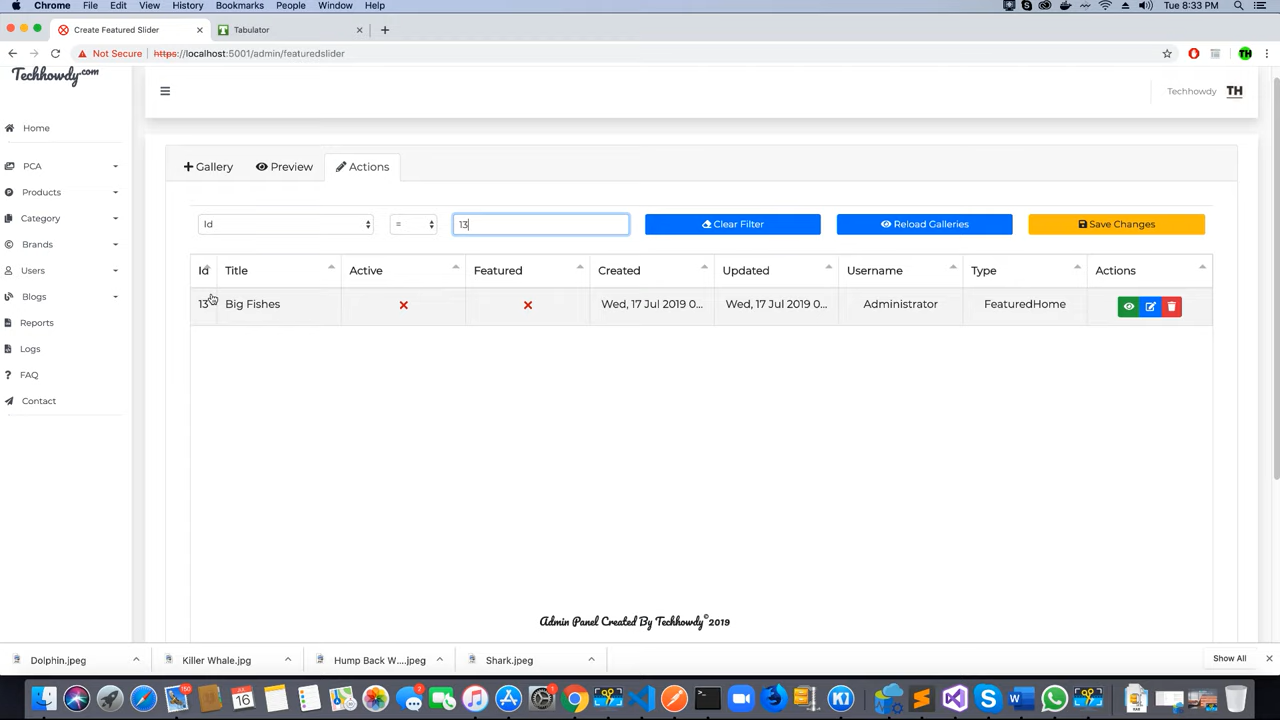 Chrome File Edit View History Bookmarks People Window Help Tue 8:33 PM
Create Featured Slider
Tabulator
Not Secure https://localhost:5001/admin/featuredslider
TH
Techhowdy.com
Techhowdy TH
Home
PCA
Products
Category
Brands
Users
Blogs
Reports
Logs
FAQ
Contact
Gallery Preview Actions
Id = 13 Clear Filter Reload Galleries Save Changes
Id Title Active Featured Created Updated Username Type Actions
13 Big Fishes Wed, 17 Jul 2019 0... Wed, 17 Jul 2019 0... Administrator FeaturedHome
Admin Panel Created By Techhowdy©2019
Dolphin.jpeg Killer Whale.jpg Hump Back W....jpeg Shark.jpeg Show All